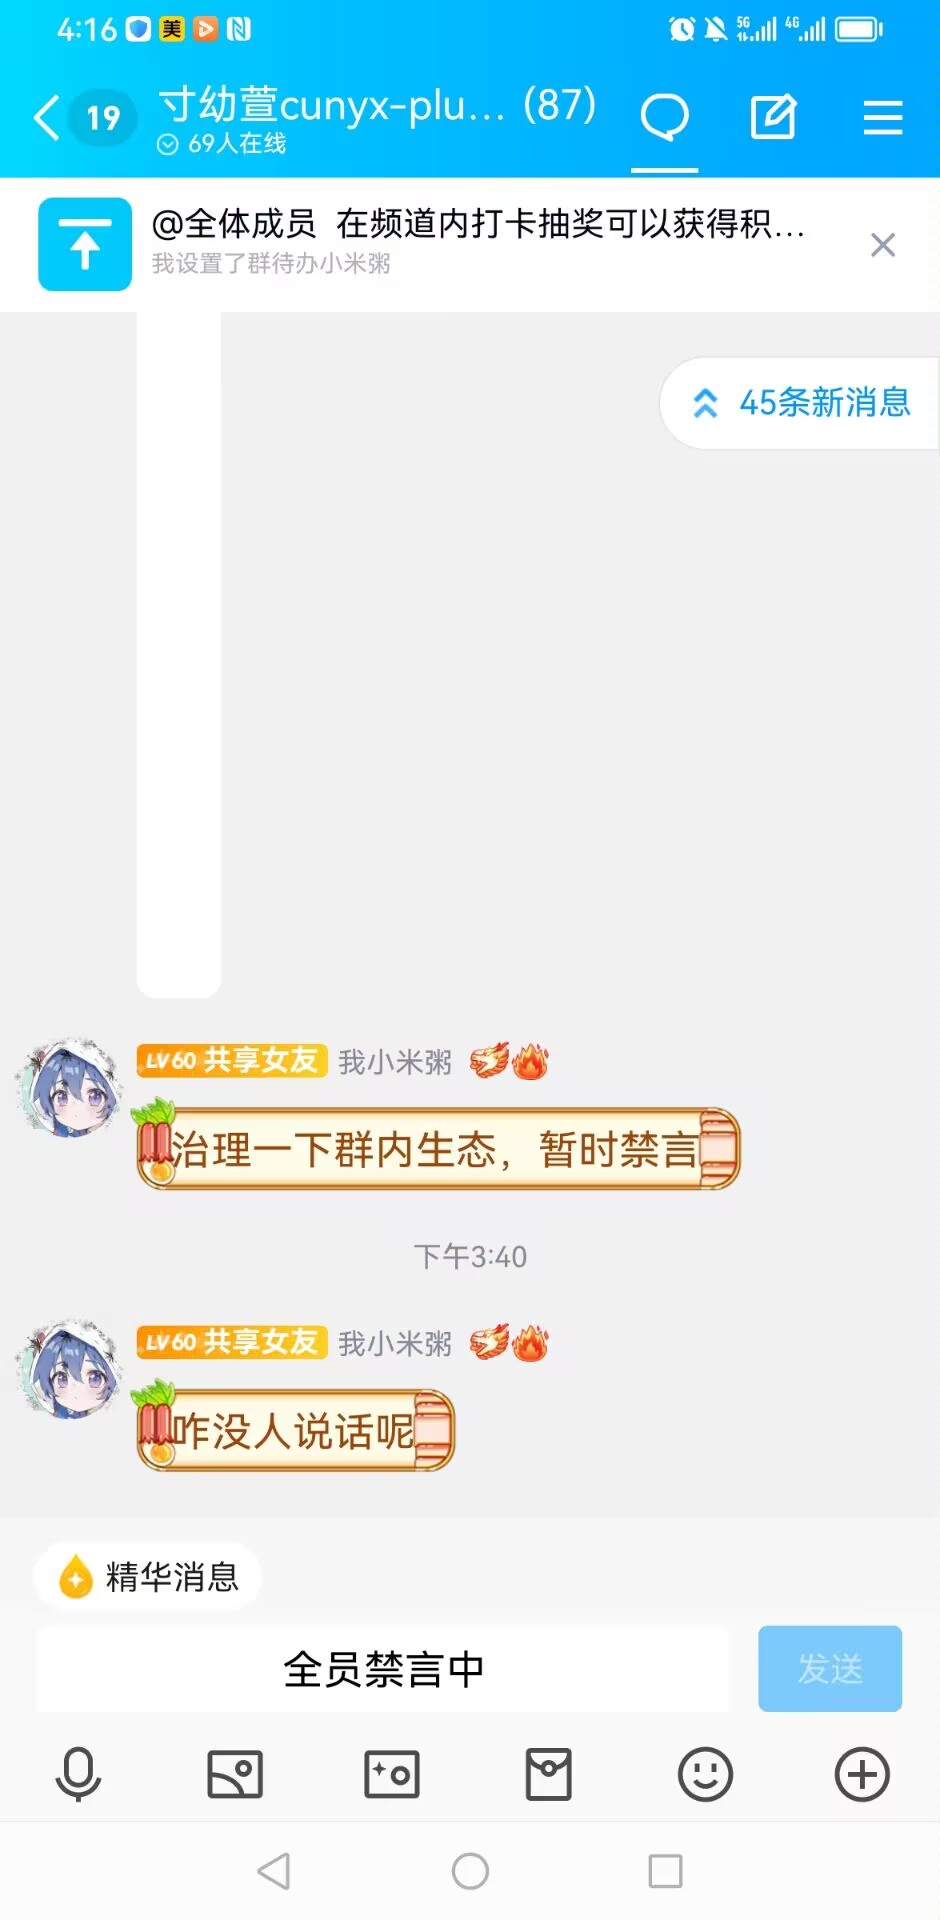 4:16 美 5G 4G
19 寸幼萱cunyx-plu... (87)
69人在线
@全体成员 在频道内打卡抽奖可以获得积...
我设置了群待办小米粥
45条新消息
LV60 共享女友 我小米粥
治理一下群内生态，暂时禁言
下午3:40
LV60 共享女友 我小米粥
咋没人说话呢
精华消息
全员禁言中
发送